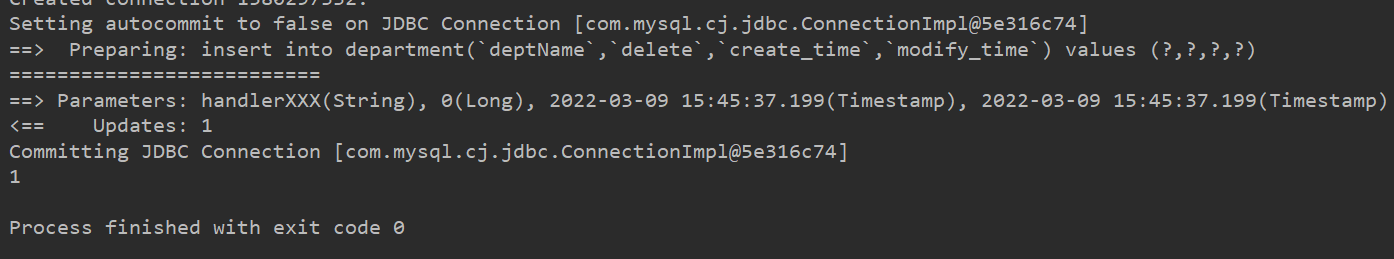 Created connection 1580297332.
Setting autocommit to false on JDBC Connection [com.mysql.cj.jdbc.ConnectionImpl@5e316c74]
==>  Preparing: insert into department(`deptName`,`delete`,`create_time`,`modify_time`) values (?,?,?,?)
==========================
==> Parameters: handlerXXX(String), 0(Long), 2022-03-09 15:45:37.199(Timestamp), 2022-03-09 15:45:37.199(Timestamp)
<==    Updates: 1
Committing JDBC Connection [com.mysql.cj.jdbc.ConnectionImpl@5e316c74]
1
Process finished with exit code 0